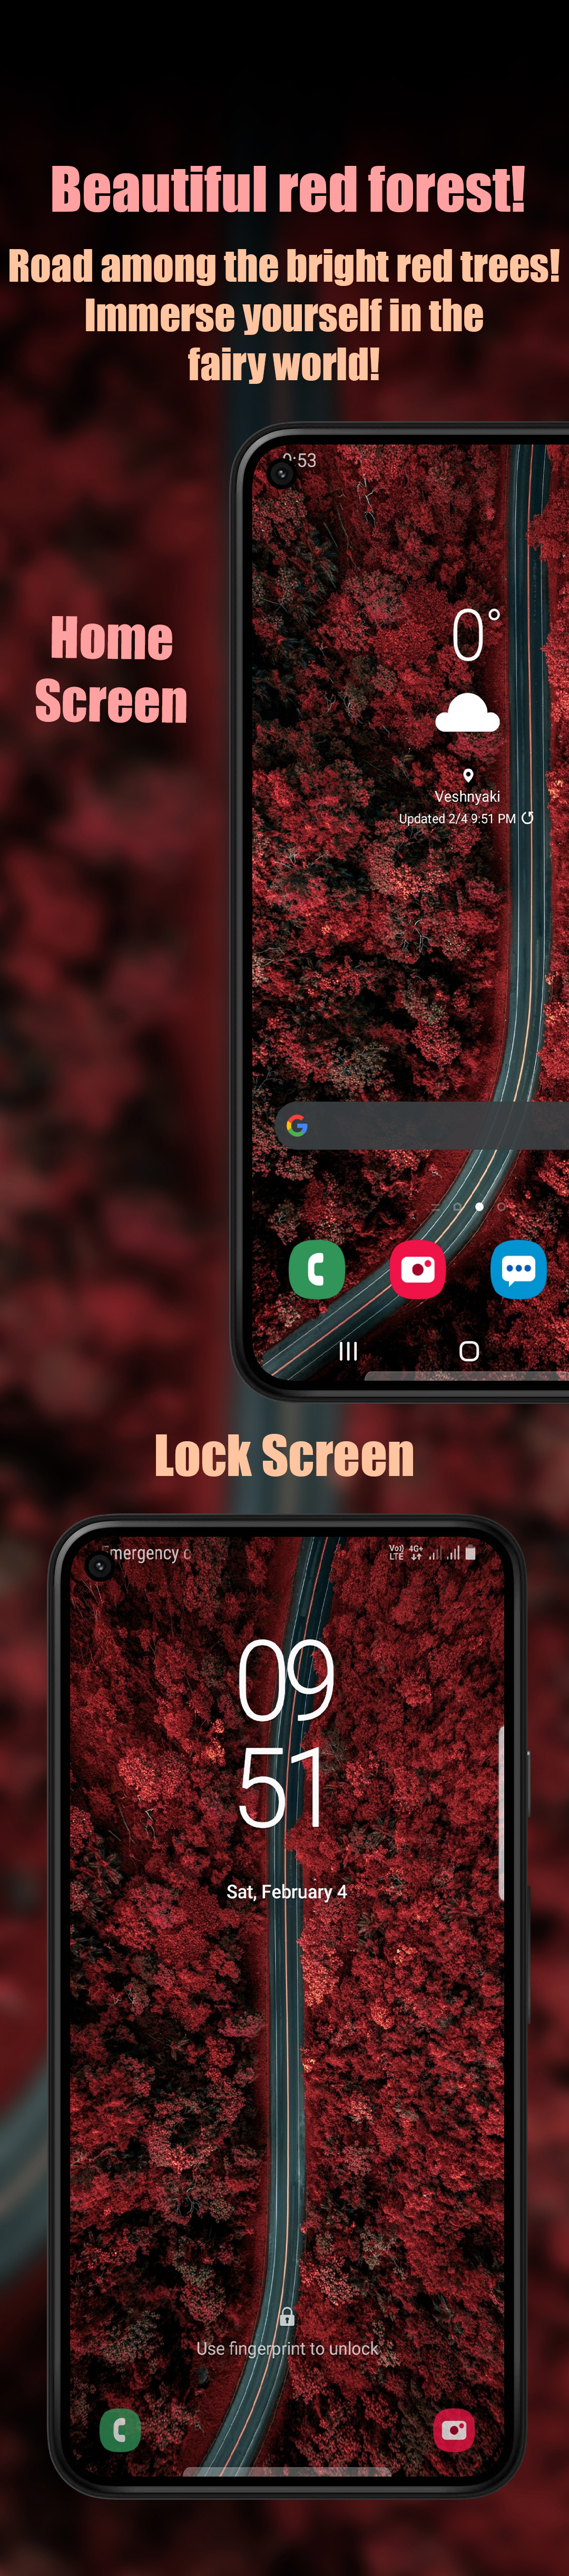 Beautiful red forest!
Road among the bright red trees!
Immerse yourself in the
fairy world!
9:53
Home
Screen
0°
Veshnyaki
Updated 2/4 9:51 PM
G
Lock Screen
mergency c
Vo)) LTE 4G+
09
51
Sat, February 4
Use fingerprint to unlock